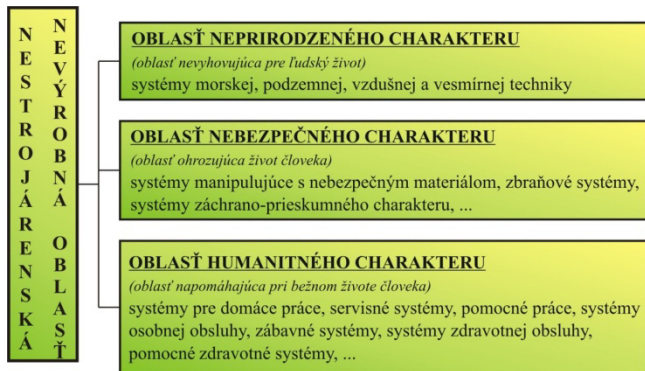 NESTROJÁRENSKÁ
NEVÝROBNÁ OBLASŤ
OBLASŤ NEPRIRODZENÉHO CHARAKTERU
(oblasť nevyhovujúca pre ľudský život)
systémy morskej, podzemnej, vzdušnej a vesmírnej techniky
OBLASŤ NEBEZPEČNÉHO CHARAKTERU
(oblasť ohrozujúca život človeka)
systémy manipulujúce s nebezpečným materiálom, zbraňové systémy,
systémy záchrano-prieskumného charakteru, ...
OBLASŤ HUMANITNÉHO CHARAKTERU
(oblasť napomáhajúca pri bežnom živote človeka)
systémy pre domáce práce, servisné systémy, pomocné práce, systémy
osobnej obsluhy, zábavné systémy, systémy zdravotnej obsluhy,
pomocné zdravotné systémy, ...